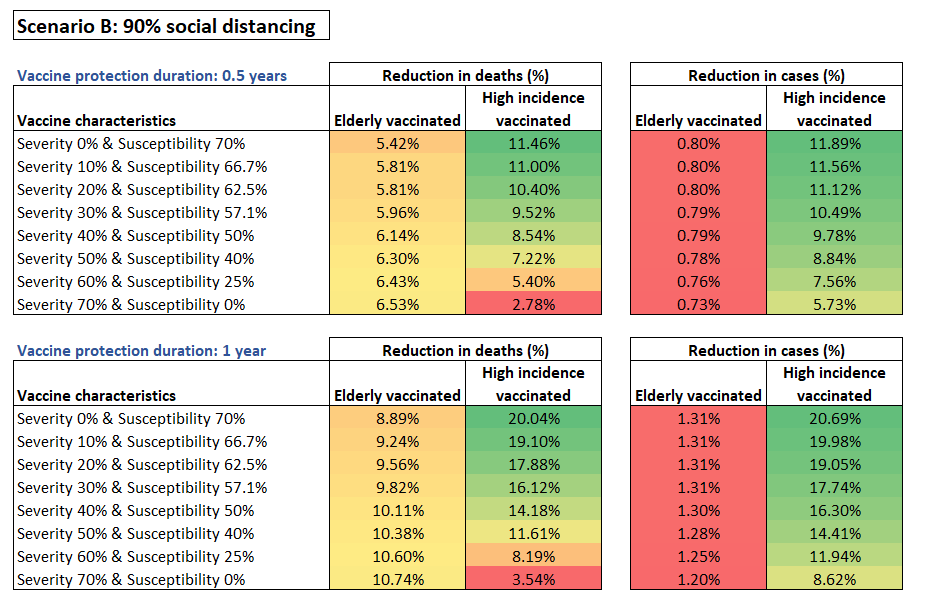 Scenario B: 90% social distancing
Vaccine protection duration: 0.5 years Reduction in deaths (%) Reduction in cases (%)
High incidence High incidence
Vaccine characteristics Elderly vaccinated vaccinated Elderly vaccinated vaccinated
Severity 0% & Susceptibility 70% 5.42% 11.46% 0.80% 11.89%
Severity 10% & Susceptibility 66.7% 5.81% 11.00% 0.80% 11.56%
Severity 20% & Susceptibility 62.5% 5.81% 10.40% 0.80% 11.12%
Severity 30% & Susceptibility 57.1% 5.96% 9.52% 0.79% 10.49%
Severity 40% & Susceptibility 50% 6.14% 8.54% 0.79% 9.78%
Severity 50% & Susceptibility 40% 6.30% 7.22% 0.78% 8.84%
Severity 60% & Susceptibility 25% 6.43% 5.40% 0.76% 7.56%
Severity 70% & Susceptibility 0% 6.53% 2.78% 0.73% 5.73%
Vaccine protection duration: 1 year Reduction in deaths (%) Reduction in cases (%)
High incidence High incidence
Vaccine characteristics Elderly vaccinated vaccinated Elderly vaccinated vaccinated
Severity 0% & Susceptibility 70% 8.89% 20.04% 1.31% 20.69%
Severity 10% & Susceptibility 66.7% 9.24% 19.10% 1.31% 19.98%
Severity 20% & Susceptibility 62.5% 9.56% 17.88% 1.31% 19.05%
Severity 30% & Susceptibility 57.1% 9.82% 16.12% 1.31% 17.74%
Severity 40% & Susceptibility 50% 10.11% 14.18% 1.30% 16.30%
Severity 50% & Susceptibility 40% 10.38% 11.61% 1.28% 14.41%
Severity 60% & Susceptibility 25% 10.60% 8.19% 1.25% 11.94%
Severity 70% & Susceptibility 0% 10.74% 3.54% 1.20% 8.62%